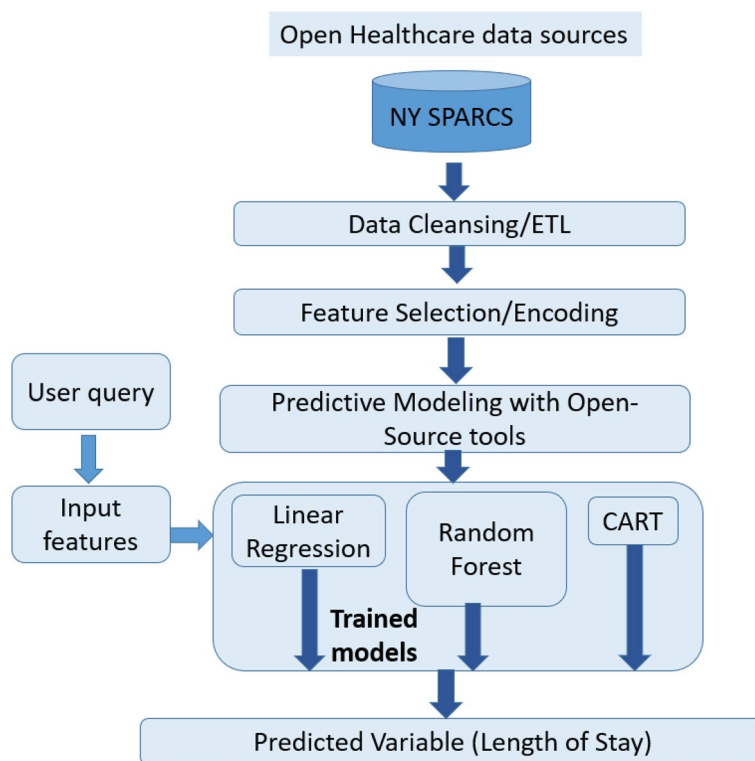 Open Healthcare data sources
NY SPARCS
Data Cleansing/ETL
Feature Selection/Encoding
User query
Predictive Modeling with Open-
Source tools
Input
features
Linear
Regression
Random
Forest
CART
Trained
models
Predicted Variable (Length of Stay)